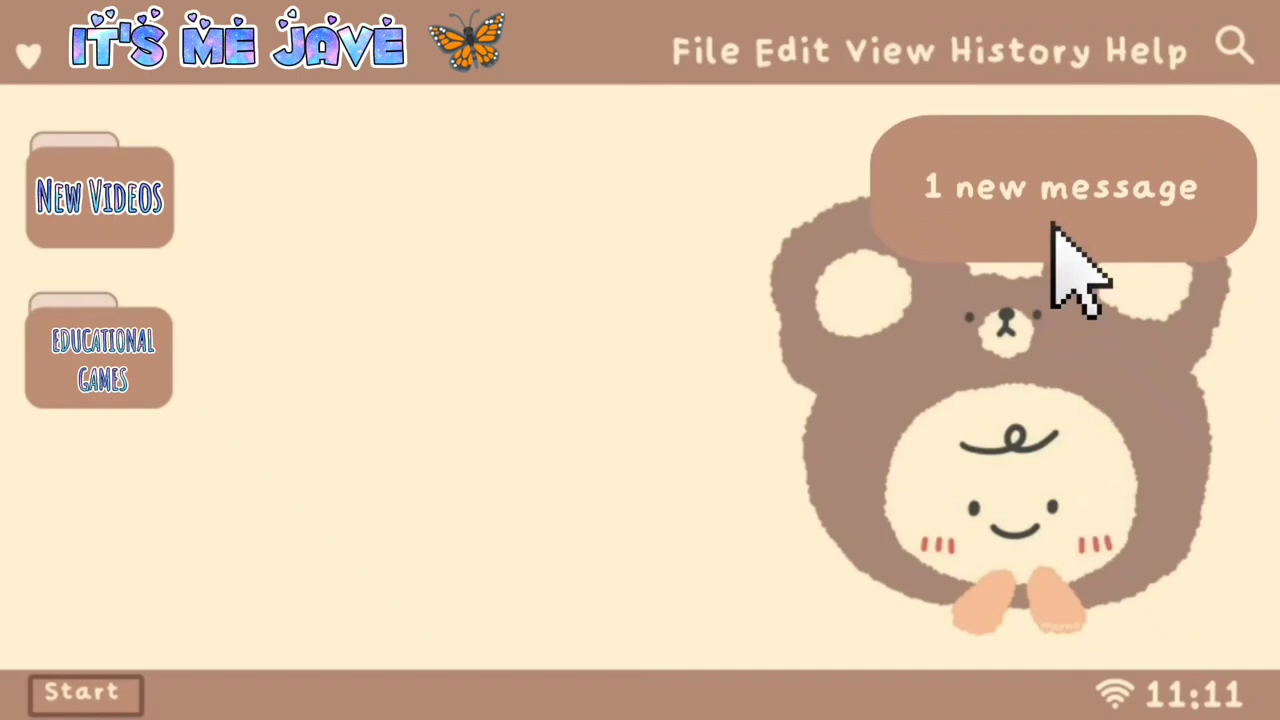 IT'S ME JAVE
File Edit View History Help
New Videos
1 new message
EDUCATIONAL
GAMES
Start
11:11